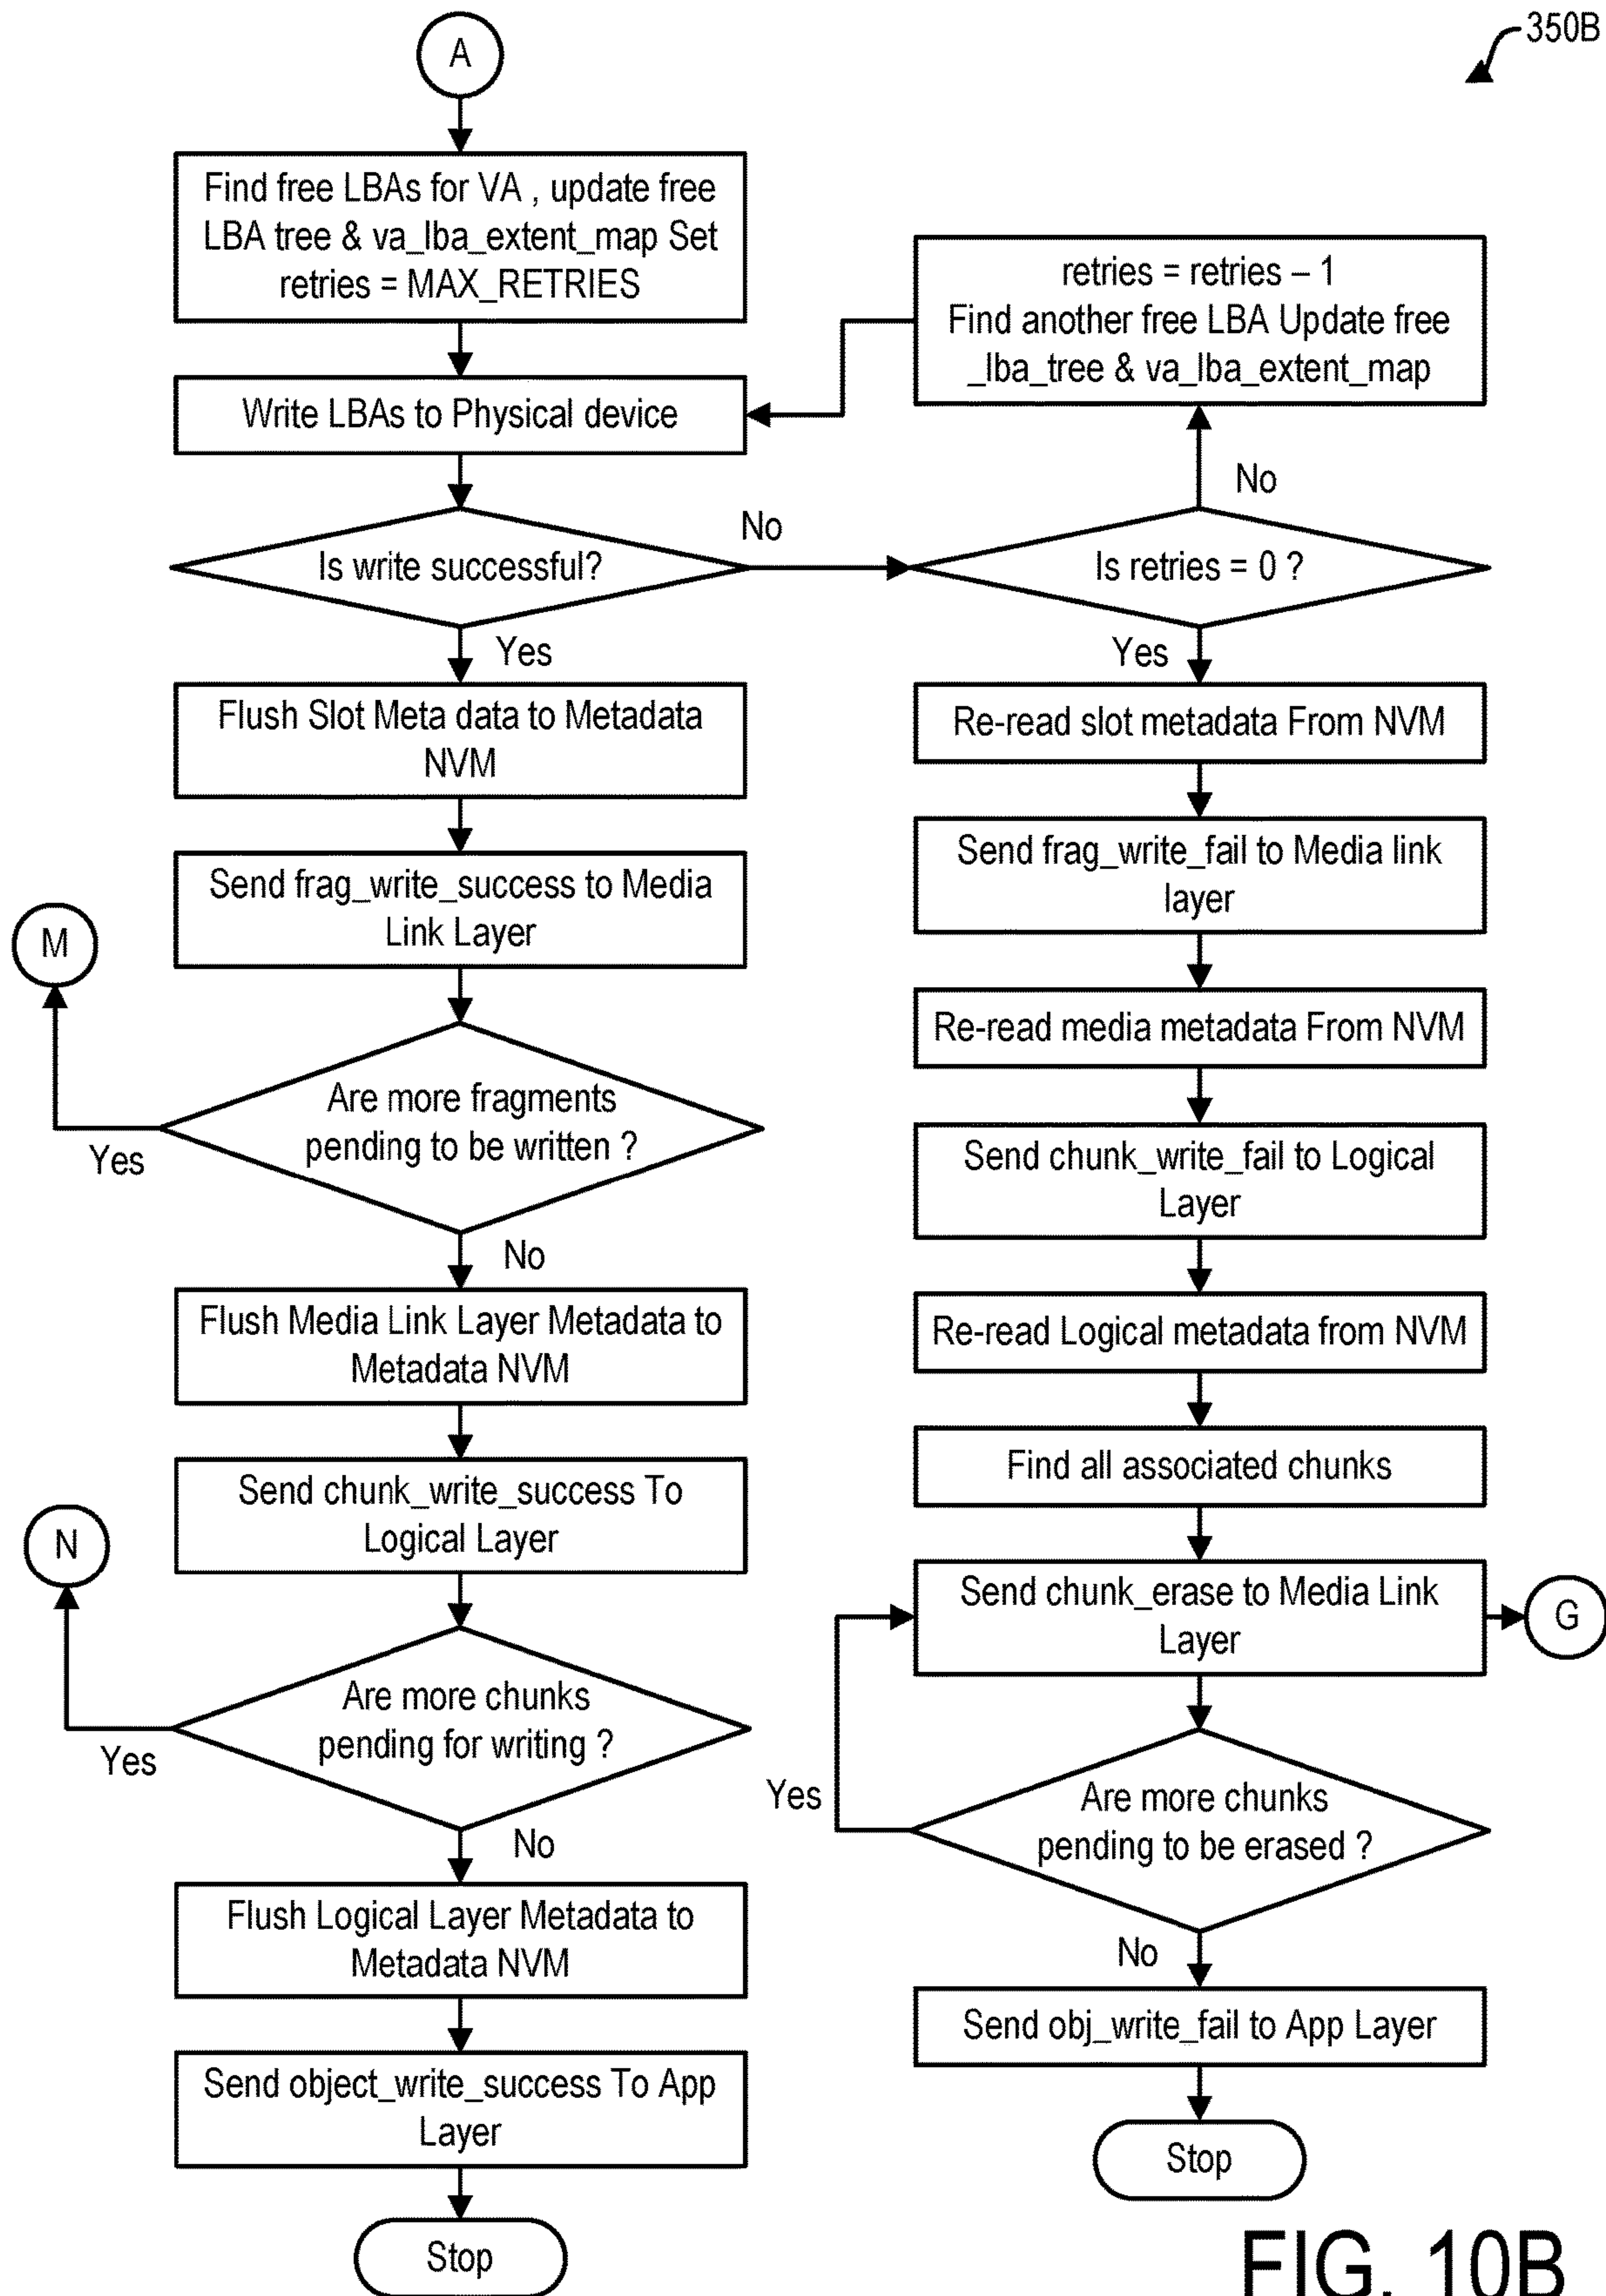 350B
A
Find free LBAs for VA , update free
LBA tree & va_lba_extent_map Set
retries = MAX_RETRIES
retries = retries – 1
Find another free LBA Update free
_lba_tree & va_lba_extent_map
Write LBAs to Physical device
No
No
Is write successful?
Is retries = 0 ?
Yes
Yes
Flush Slot Meta data to Metadata
NVM
Re-read slot metadata From NVM
Send frag_write_success to Media
Link Layer
Send frag_write_fail to Media link
layer
M
Re-read media metadata From NVM
Are more fragments
pending to be written ?
Yes
Send chunk_write_fail to Logical
Layer
No
Flush Media Link Layer Metadata to
Metadata NVM
Re-read Logical metadata from NVM
Find all associated chunks
Send chunk_write_success To
Logical Layer
N
Send chunk_erase to Media Link
Layer
G
Are more chunks
pending for writing ?
Yes
Yes
Are more chunks
pending to be erased ?
No
Flush Logical Layer Metadata to
Metadata NVM
No
Send obj_write_fail to App Layer
Send object_write_success To App
Layer
Stop
Stop
FIG. 10B